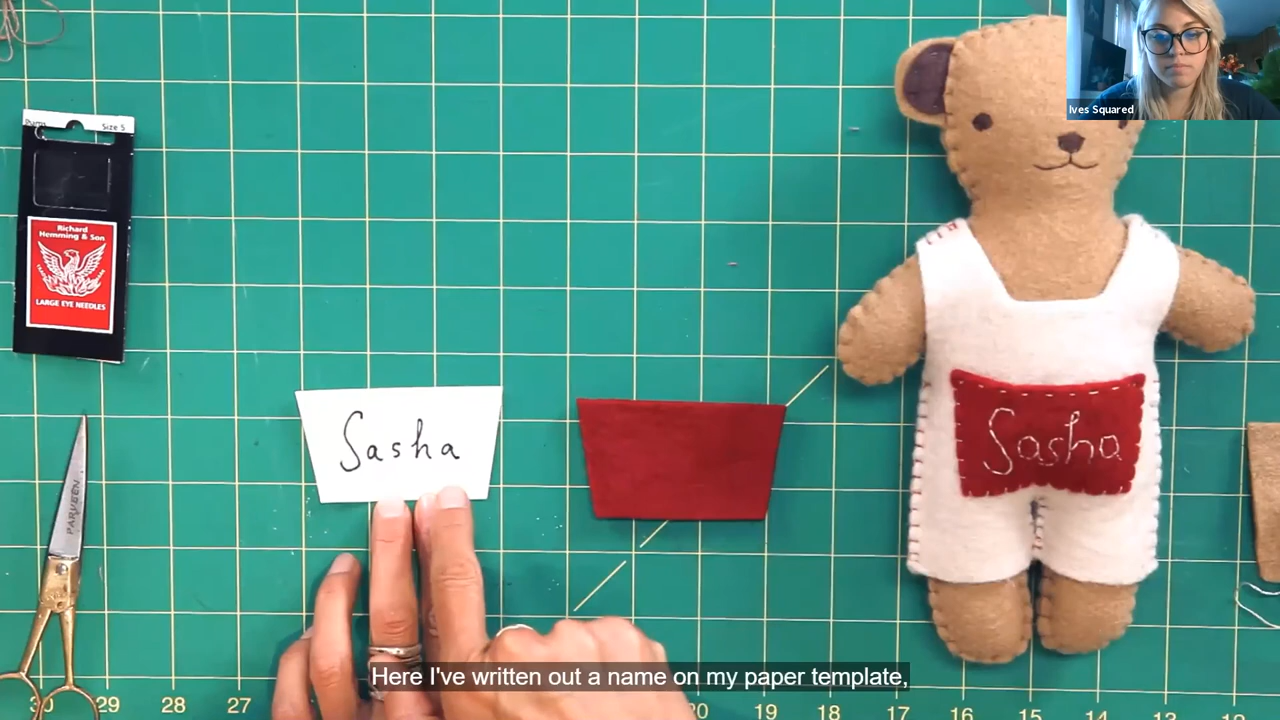 Ives Squared
Size 5
Richard
Hemming & Son
LARGE EYE NEEDLES
Sasha
Sasha
PARVEEN
Here I've written out a name on my paper template,
30 29 28 27 20 19 18 17 16 15 14 13